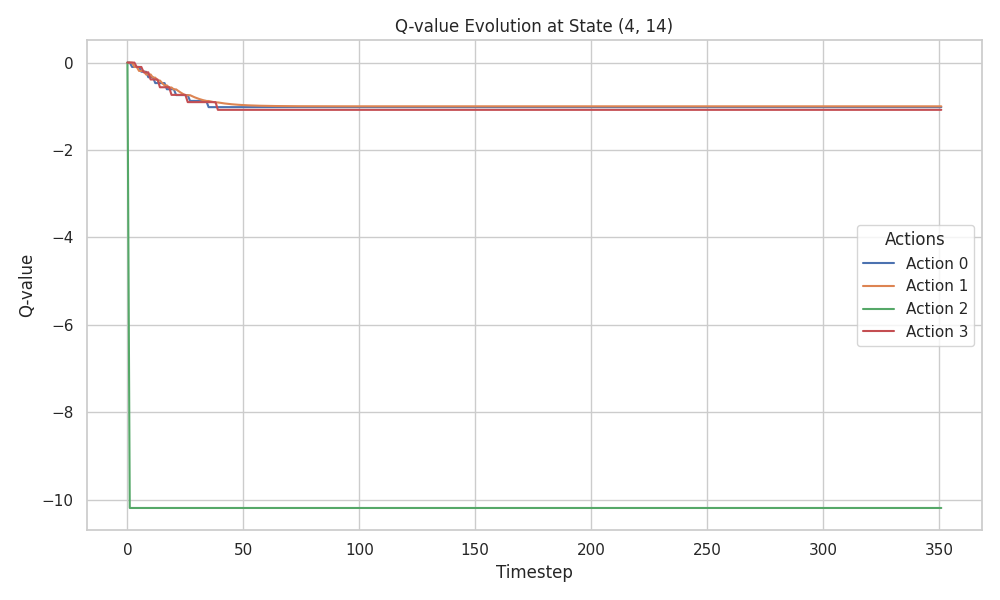 Q-value Evolution at State (4, 14)
0
−2
−4
−6
−8
−10
Q-value
Actions
Action 0
Action 1
Action 2
Action 3
0 50 100 150 200 250 300 350
Timestep